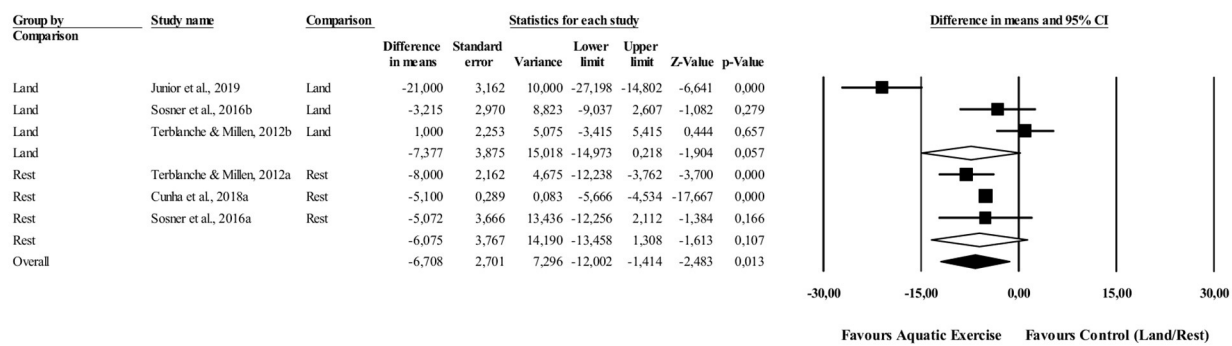 Group by Study name Comparison Statistics for each study Difference in means and 95% CI
Comparison
Difference Standard Lower Upper
in means error Variance limit limit Z-Value p-Value
Land Junior et al., 2019 Land -21,000 3,162 10,000 -27,198 -14,802 -6,641 0,000
Land Sosner et al., 2016b Land -3,215 2,970 8,823 -9,037 2,607 -1,082 0,279
Land Terblanche & Millen, 2012b Land 1,000 2,253 5,075 -3,415 5,415 0,444 0,657
Land -7,377 3,875 15,018 -14,973 0,218 -1,904 0,057
Rest Terblanche & Millen, 2012a Rest -8,000 2,162 4,675 -12,238 -3,762 -3,700 0,000
Rest Cunha et al., 2018a Rest -5,100 0,289 0,083 -5,666 -4,534 -17,667 0,000
Rest Sosner et al., 2016a Rest -5,072 3,666 13,436 -12,256 2,112 -1,384 0,166
Rest -6,075 3,767 14,190 -13,458 1,308 -1,613 0,107
Overall -6,708 2,701 7,296 -12,002 -1,414 -2,483 0,013
-30,00 -15,00 0,00 15,00 30,00
Favours Aquatic Exercise Favours Control (Land/Rest)